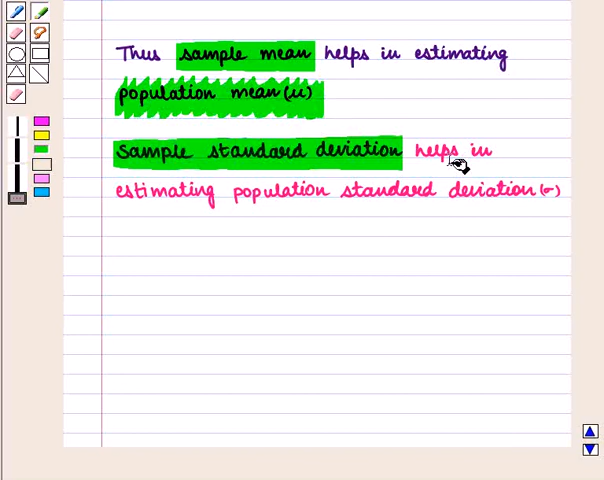 Thus sample mean helps in estimating
population mean (μ)
Sample standard deviation helps in
estimating population standard deviation (σ)